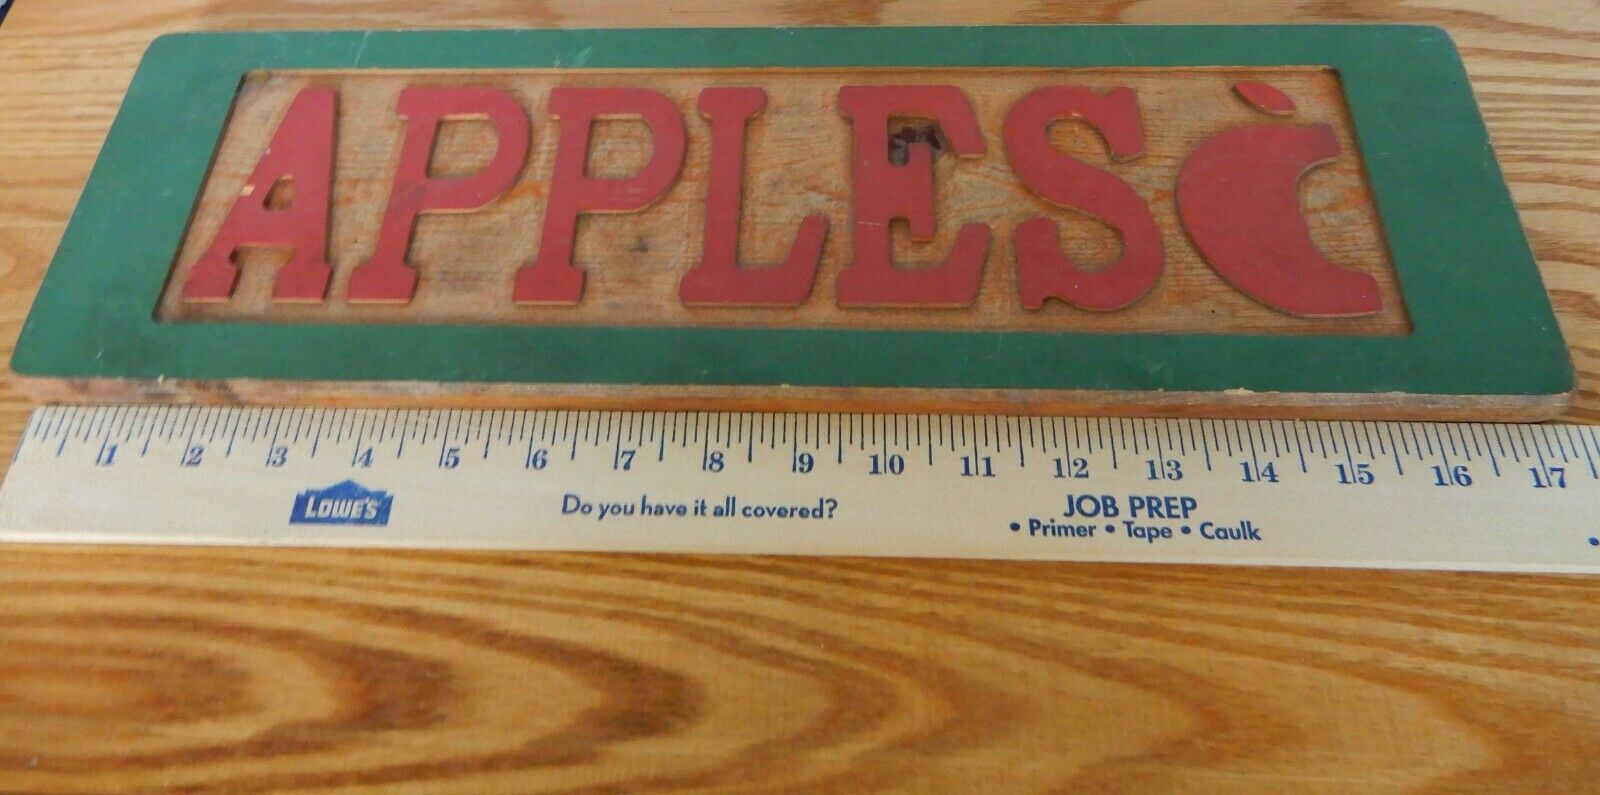 APPLES
1 2 3 4 5 6 7 8 9 10 11 12 13 14 15 16 17
LOWE'S
Do you have it all covered?
JOB PREP
• Primer • Tape • Caulk